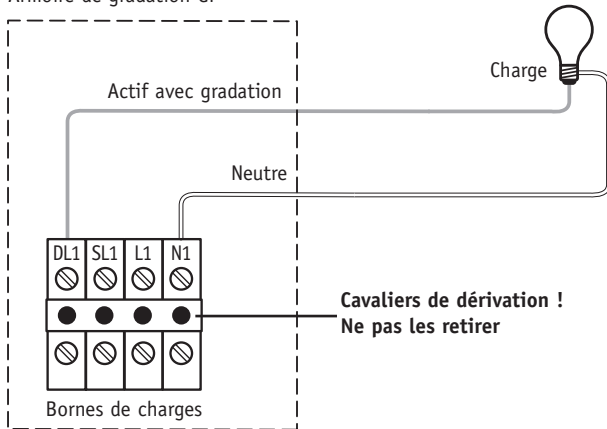 Armoire de gradation GP
Charge
Actif avec gradation
Neutre
DL1 SL1 L1 N1
Cavaliers de dérivation !
Ne pas les retirer
Bornes de charges